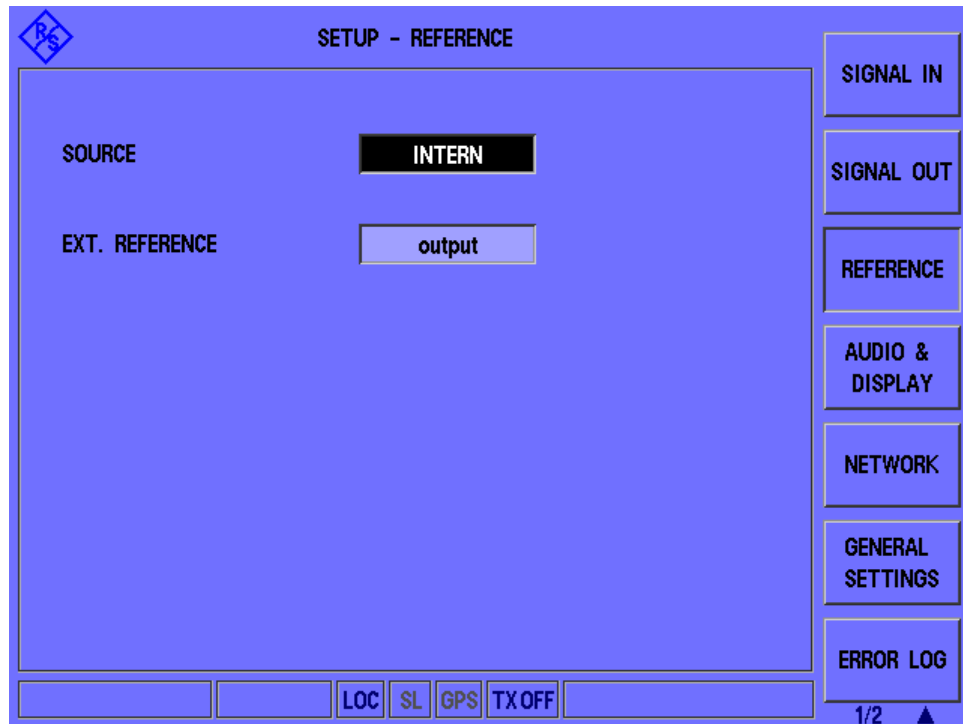 R&S
SETUP - REFERENCE
SOURCE
INTERN
EXT. REFERENCE
output
SIGNAL IN
SIGNAL OUT
REFERENCE
AUDIO &
DISPLAY
NETWORK
GENERAL
SETTINGS
ERROR LOG
LOC
SL
GPS
TX OFF
1/2